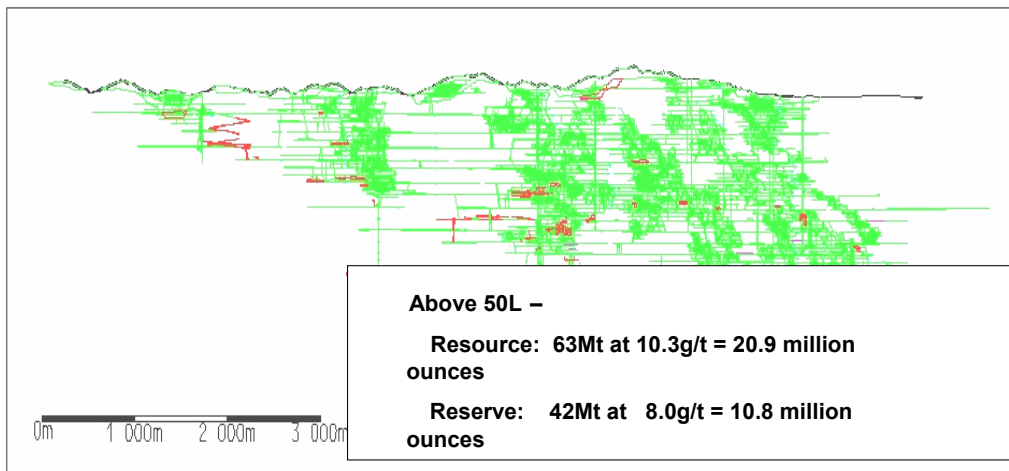 Above 50L –
Resource: 63Mt at 10.3g/t = 20.9 million
ounces
Reserve: 42Mt at 8.0g/t = 10.8 million
ounces
0m 1 000m 2 000m 3 000m